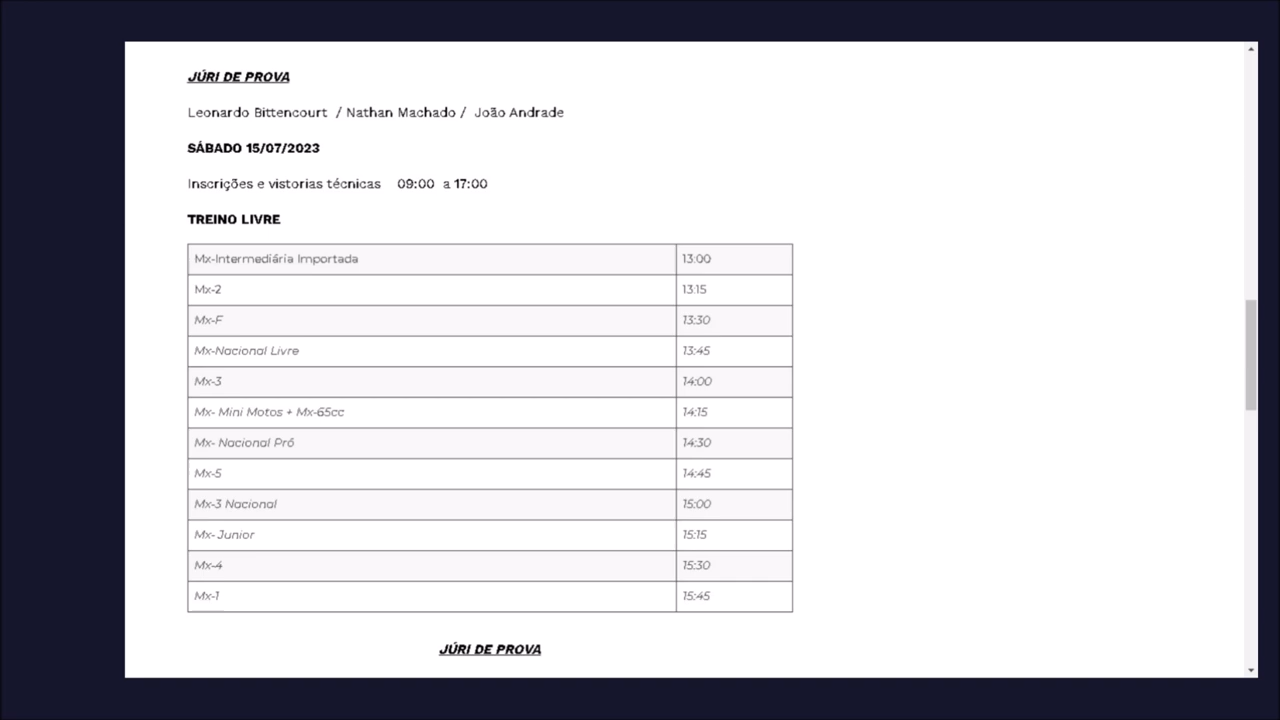 JÚRI DE PROVA
Leonardo Bittencourt / Nathan Machado / João Andrade
SÁBADO 15/07/2023
Inscrições e vistorias técnicas 09:00 a 17:00
TREINO LIVRE
Mx-Intermediária Importada 13:00
Mx-2 13:15
Mx-F 13:30
Mx-Nacional Livre 13:45
Mx-3 14:00
Mx- Mini Motos + Mx-65cc 14:15
Mx- Nacional Pró 14:30
Mx-5 14:45
Mx-3 Nacional 15:00
Mx- Junior 15:15
Mx-4 15:30
Mx-1 15:45
JÚRI DE PROVA